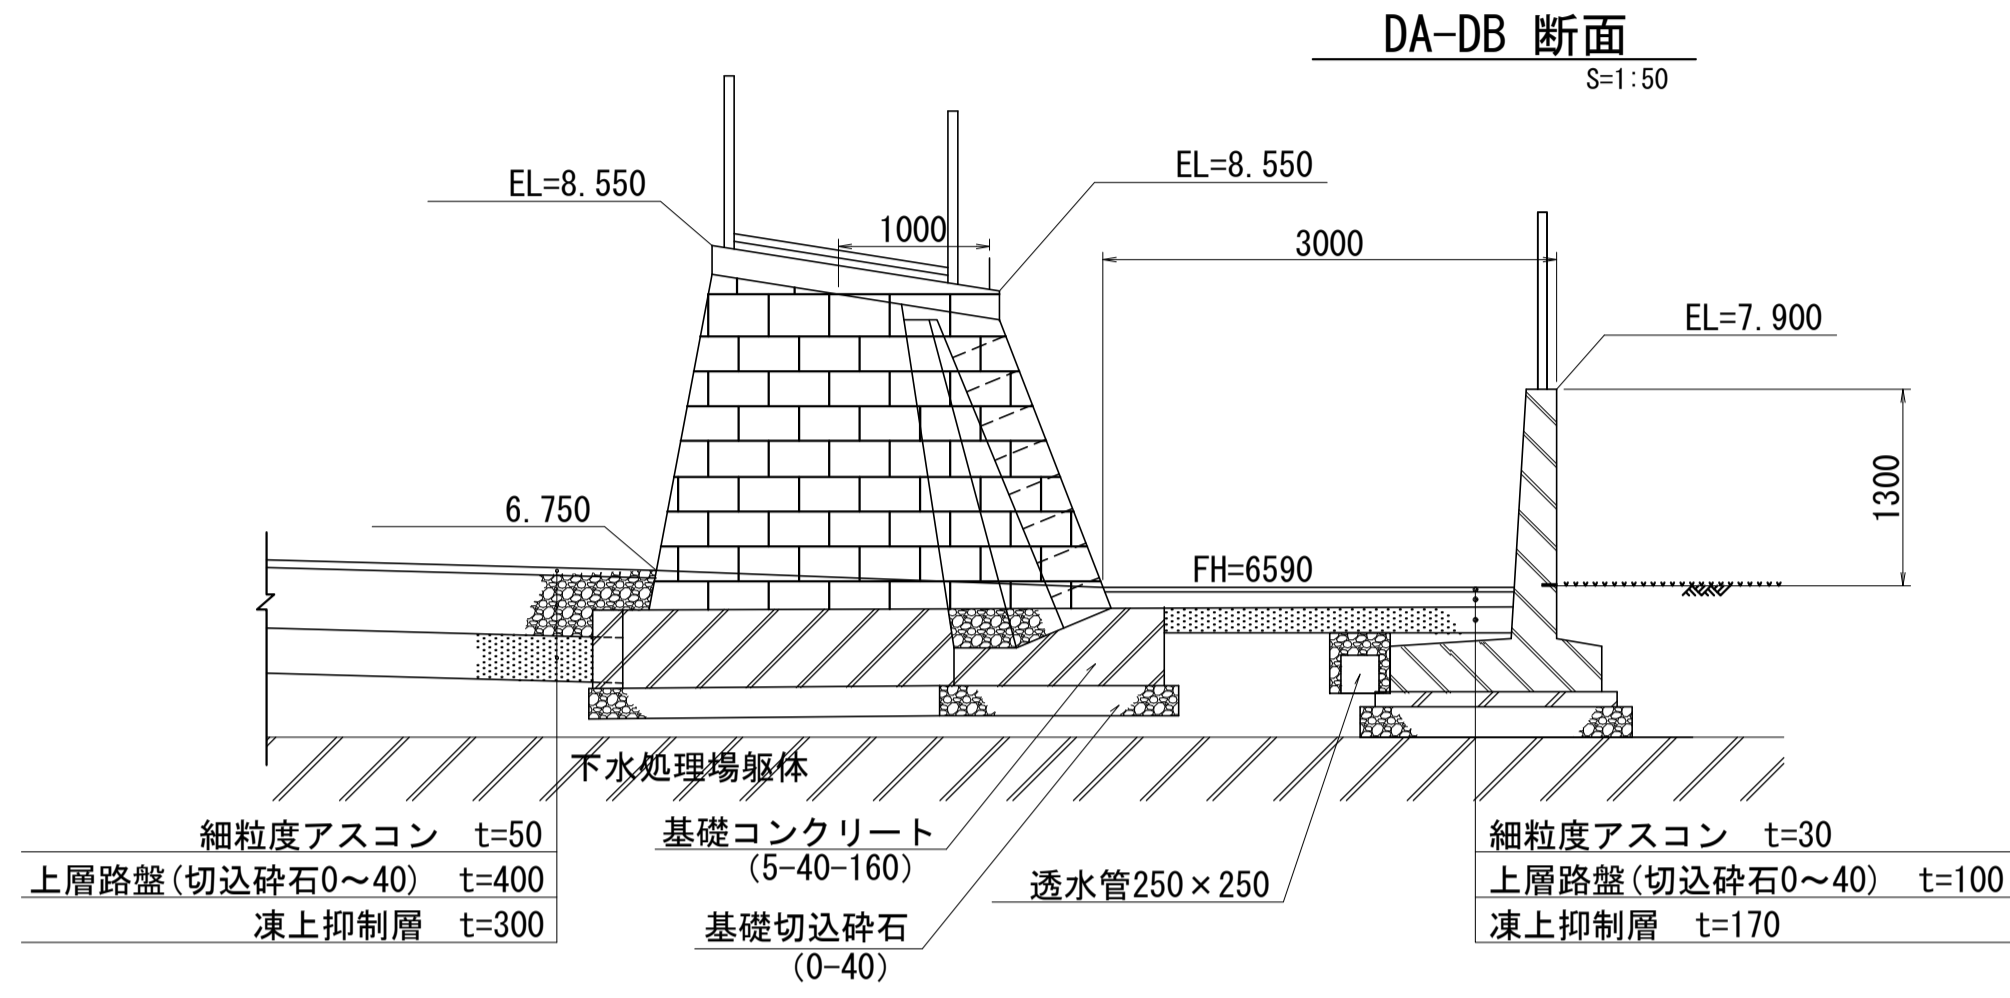 DA-DB 断面
S=1:50
EL=8.550
EL=8.550
1000
3000
EL=7.900
1300
6.750
FH=6590
下水処理場躯体
細粒度アスコン t=50
上層路盤(切込砕石0～40) t=400
凍上抑制層 t=300
基礎コンクリート
(5-40-160)
基礎切込砕石
(0-40)
透水管250×250
細粒度アスコン t=30
上層路盤(切込砕石0～40) t=100
凍上抑制層 t=170